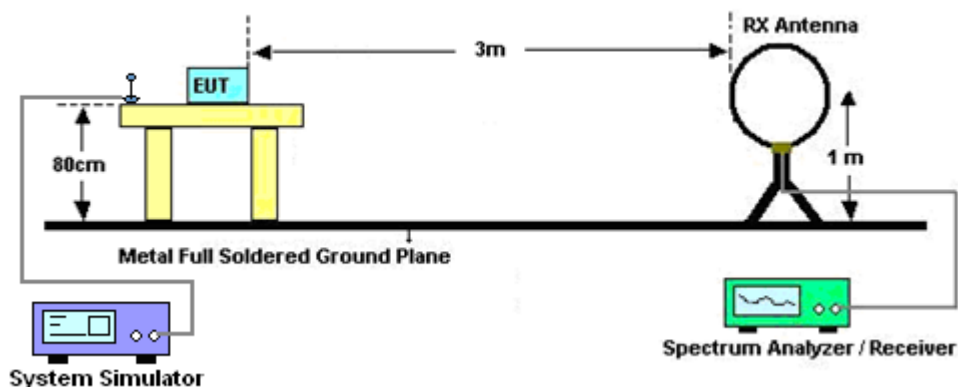 RX Antenna
3m
EUT
80cm
1 m
Metal Full Soldered Ground Plane
Spectrum Analyzer / Receiver
System Simulator